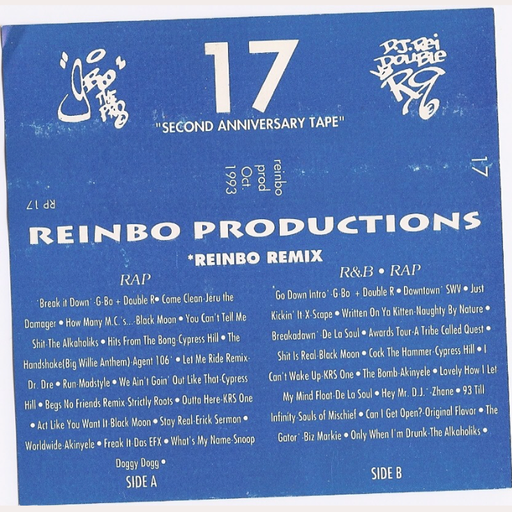 "G-BO THE PRO"
D.J. Rei
VS DOUBLE
R
17
"SECOND ANNIVERSARY TAPE"
reinbo
prod
Oct.
1993
17
RP 17
REINBO PRODUCTIONS
*REINBO REMIX
RAP
*Break it Down*-G-Bo + Double R• Come Clean-Jeru the
Damager • How Many M.C.'s...-Black Moon • You Can't Tell Me
Shit-The Alkaholiks • Hits From The Bang-Cypress Hill • The
Handshake(Big Willie Anthem)-Agent 106* • Let Me Ride Remix-
Dr. Dre • Run-Madstyle • We Ain't Goin' Out Like That-Cypress
Hill • Begs No Friends Remix Strictly Roots • Outto Here-KRS One
• Act Like You Want It Black Moon • Stay Real-Erick Sermon •
Worldwide-Akinyele • Freak It-Das EFX • What's My Name-Snoop
Doggy Dogg •
SIDE A
R&B • RAP
*Go Down Intro*-G-Bo + Double R • Downtown* SWV • Just
Kickin' It X-Scape • Written On Ya Kitten-Naughty By Nature •
Breakadawn*-De La Soul • Awards Tour-A Tribe Called Quest •
Shit Is Real-Black Moon • Cock The Hammer-Cypress Hill • I
Can't Wake Up-KRS One • The Bomb-Akinyele • Lovely How I Let
My Mind Float-De La Soul • Hey Mr. D.J.*-Zhane • 93 Till
Infinity-Souls of Mischief • Can I Get Open?-Original Flavor • The
Gator* Biz Markie • Only When I'm Drunk-The Alkaholiks •
SIDE B